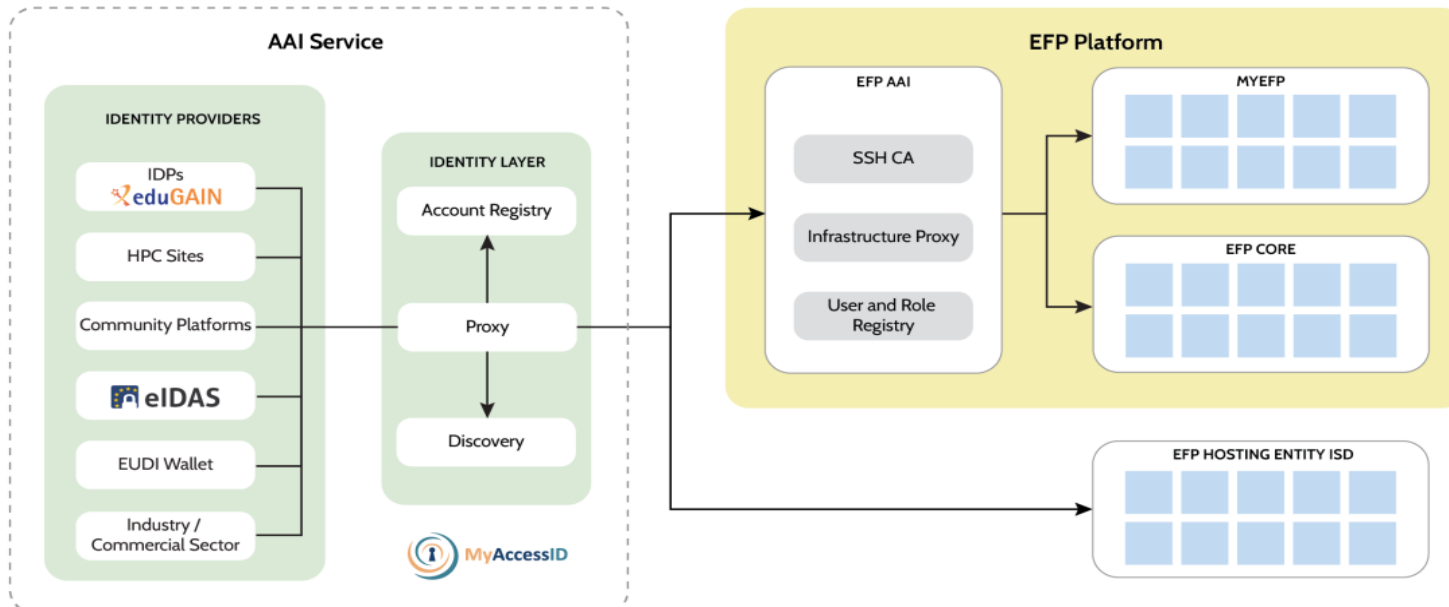 AAI Service
IDENTITY PROVIDERS
IDPs
eduGAIN
HPC Sites
Community Platforms
eIDAS
EUDI Wallet
Industry /
Commercial Sector
IDENTITY LAYER
Account Registry
Proxy
Discovery
MyAccessID
EFP Platform
EFP AAI
SSH CA
Infrastructure Proxy
User and Role
Registry
MYEFP
EFP CORE
EFP HOSTING ENTITY ISD